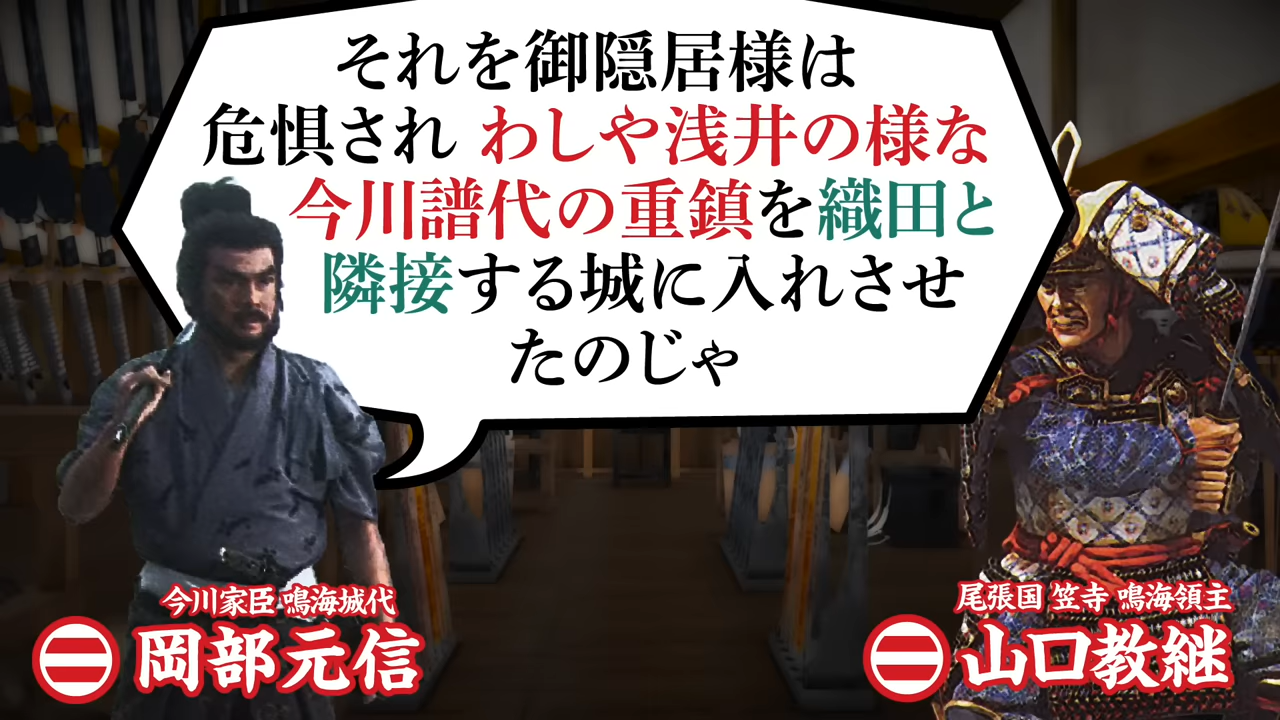 それを御隠居様は
危惧され わしや浅井の様な
今川譜代の重鎮を織田と
隣接する城に入れさせ
たのじゃ
今川家臣 鳴海城代
岡部元信
尾張国 笠寺 鳴海領主
山口教継